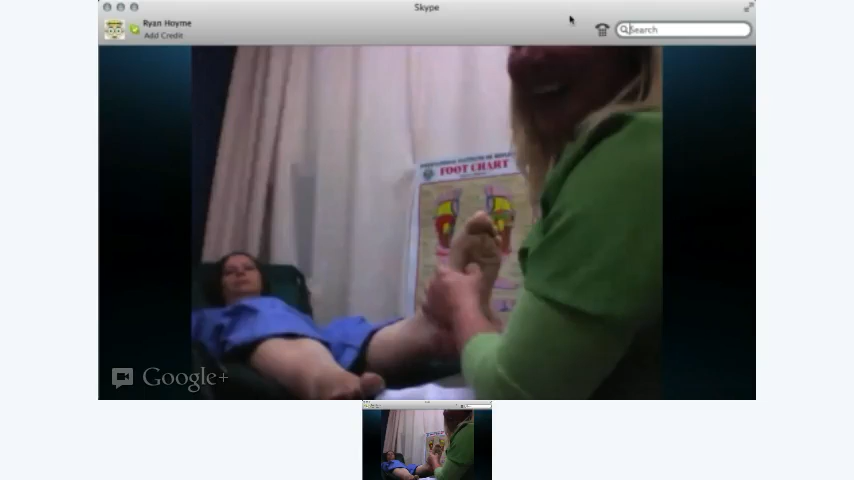 Skype
Ryan Hoyme
Add Credit
Search
FOOT CHART
Google+